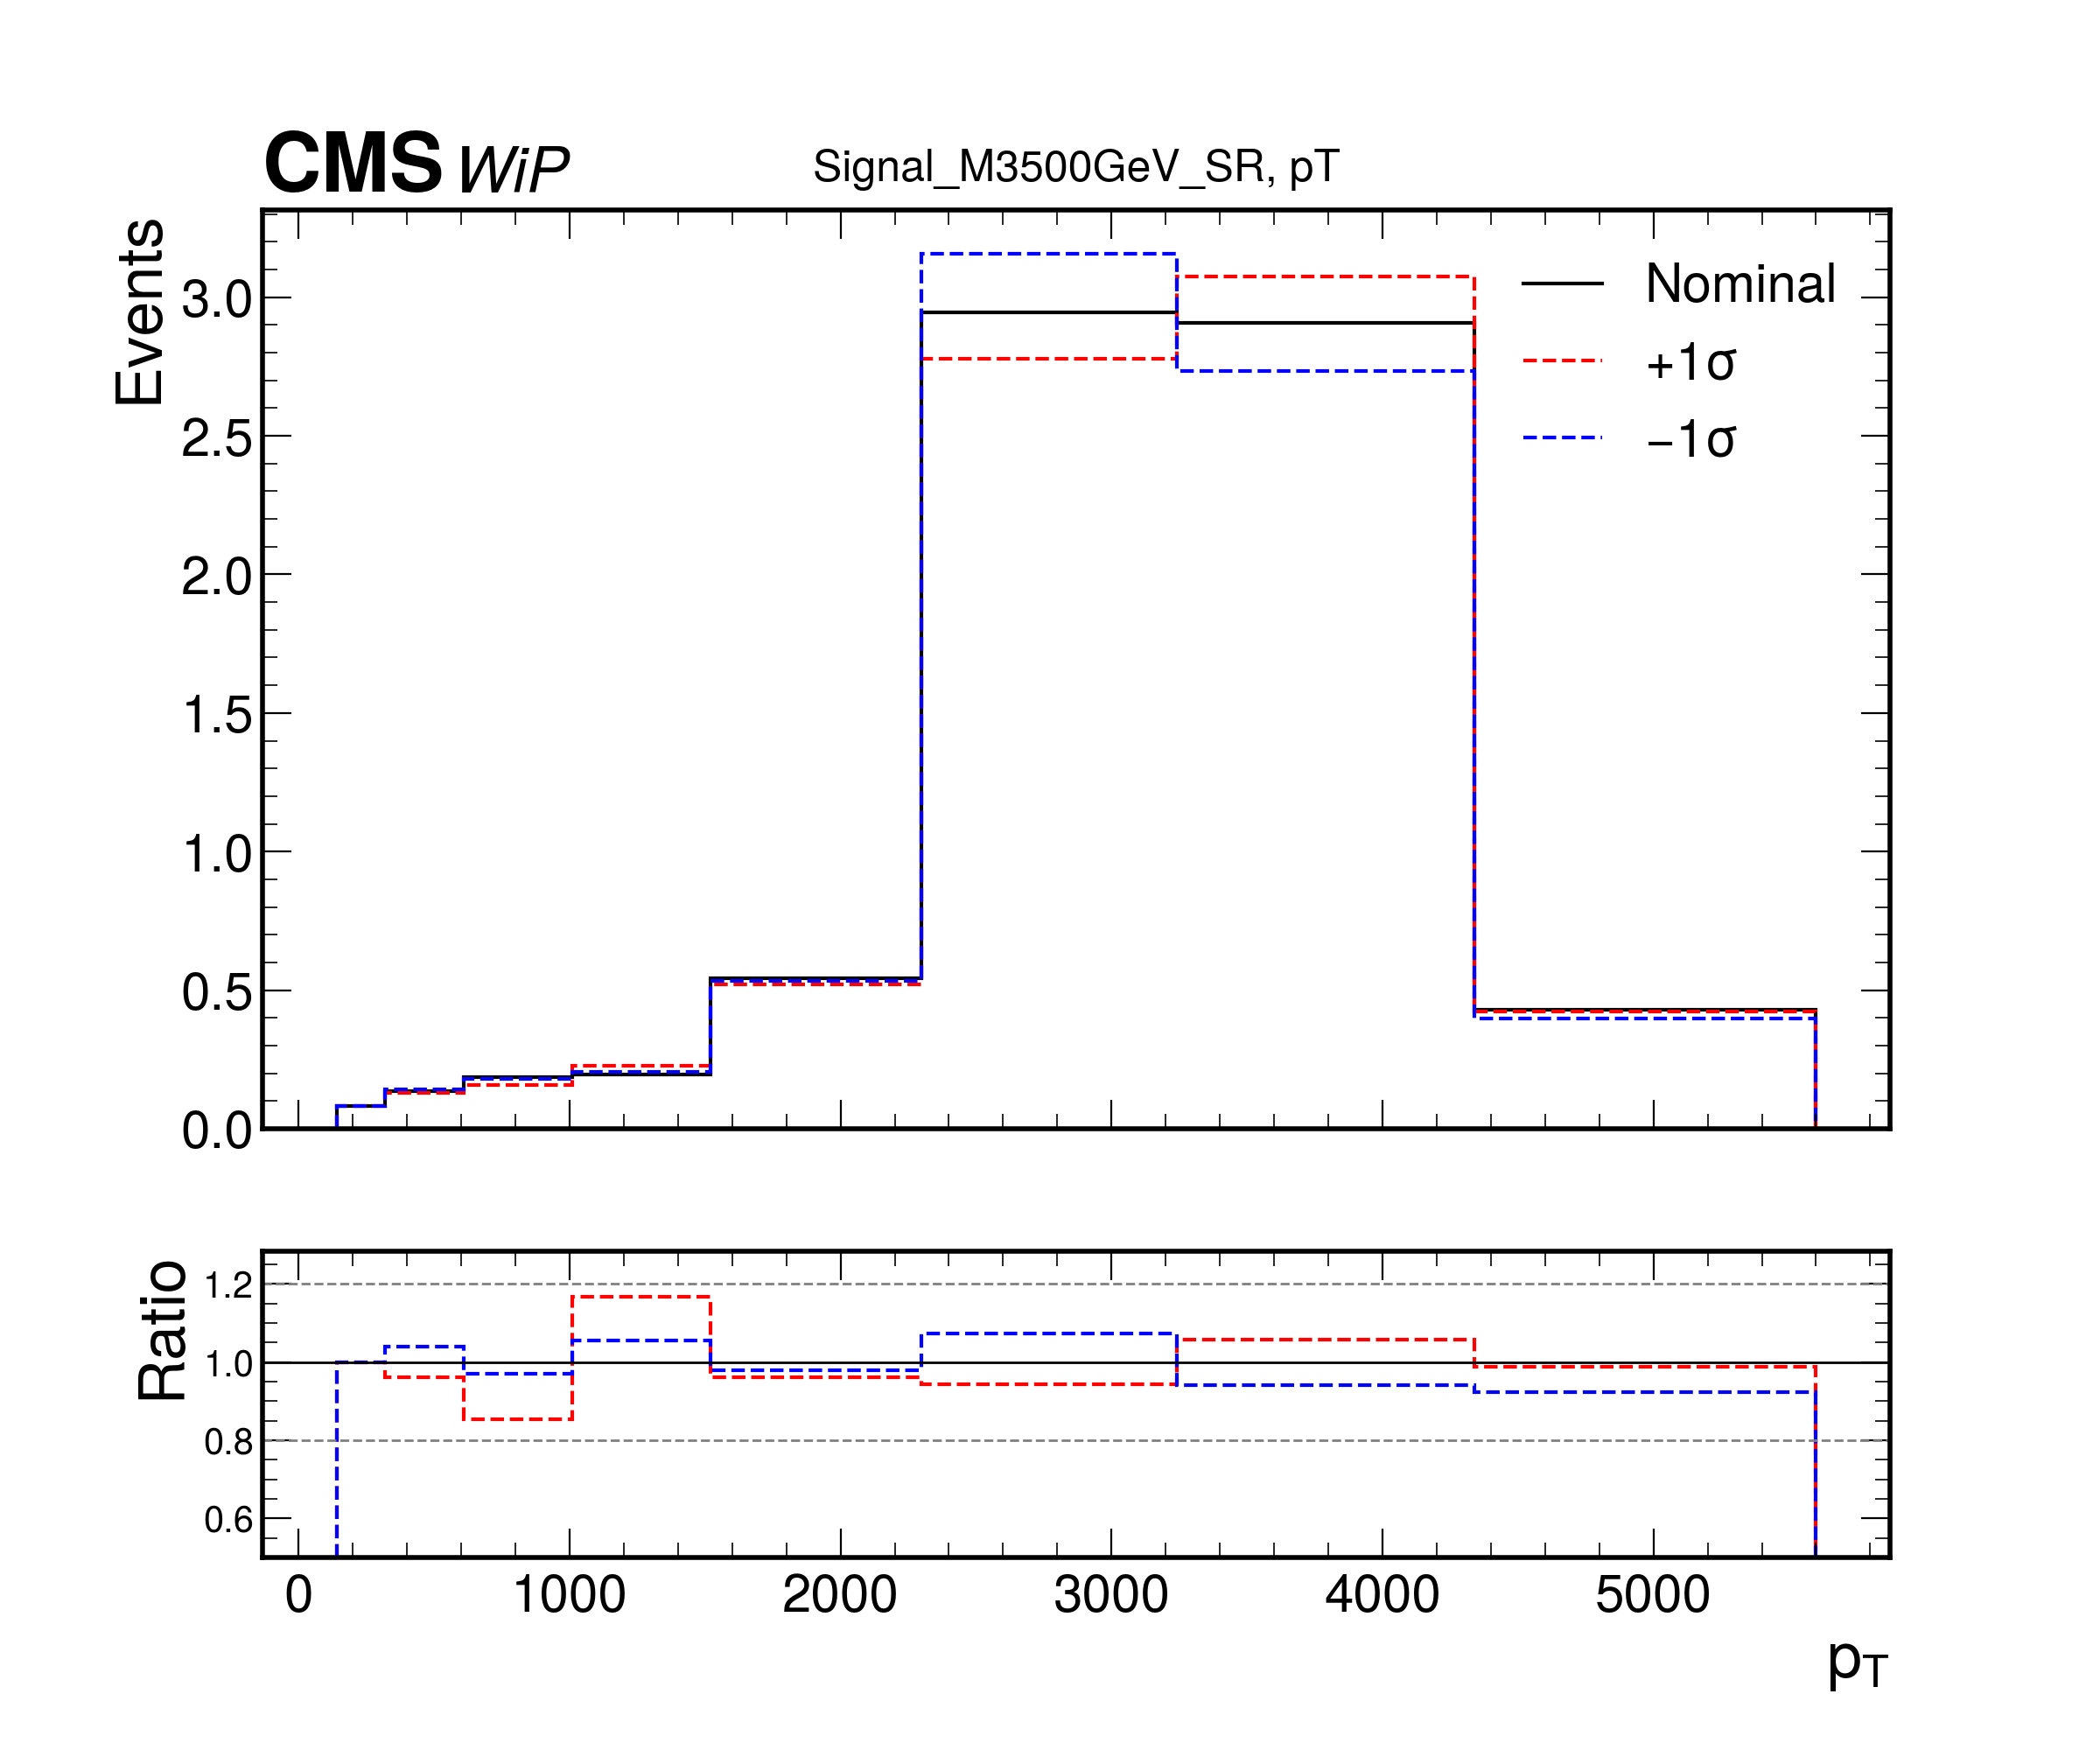 CMS WiP Signal_M3500GeV_SR, pT
Events
3.0
2.5
2.0
1.5
1.0
0.5
0.0
Nominal
+1σ
−1σ
Ratio
1.2
1.0
0.8
0.6
0 1000 2000 3000 4000 5000
pT